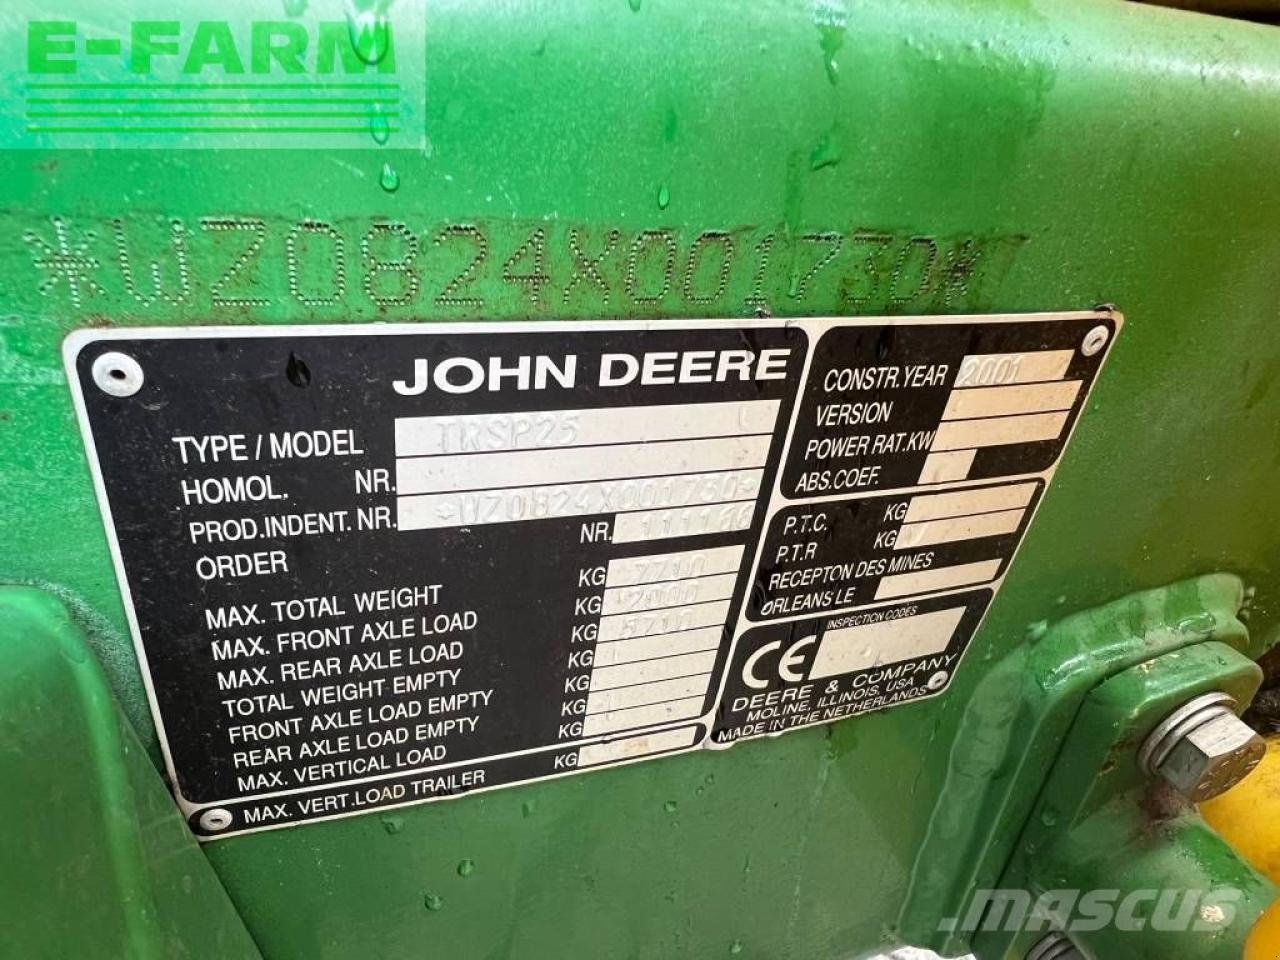 E-FARM
*WZ0824X001730*
JOHN DEERE
TYPE / MODEL TRSP25
HOMOL. NR.
PROD.INDENT. NR. *WZ0824X001730*
ORDER NR.
MAX. TOTAL WEIGHT KG
MAX. FRONT AXLE LOAD KG
MAX. REAR AXLE LOAD KG
TOTAL WEIGHT EMPTY KG
FRONT AXLE LOAD EMPTY KG
REAR AXLE LOAD EMPTY KG
MAX. VERTICAL LOAD
MAX. VERT.LOAD TRAILER KG
CONSTR.YEAR 2001
VERSION
POWER RAT.KW
ABS.COEF.
P.T.C. KG
P.T.R KG
RECEPTON DES MINES
ORLEANS LE
INSPECTION CODES
CE
DEERE & COMPANY
MOLINE, ILLINOIS, USA
MADE IN THE NETHERLANDS
MASCUS